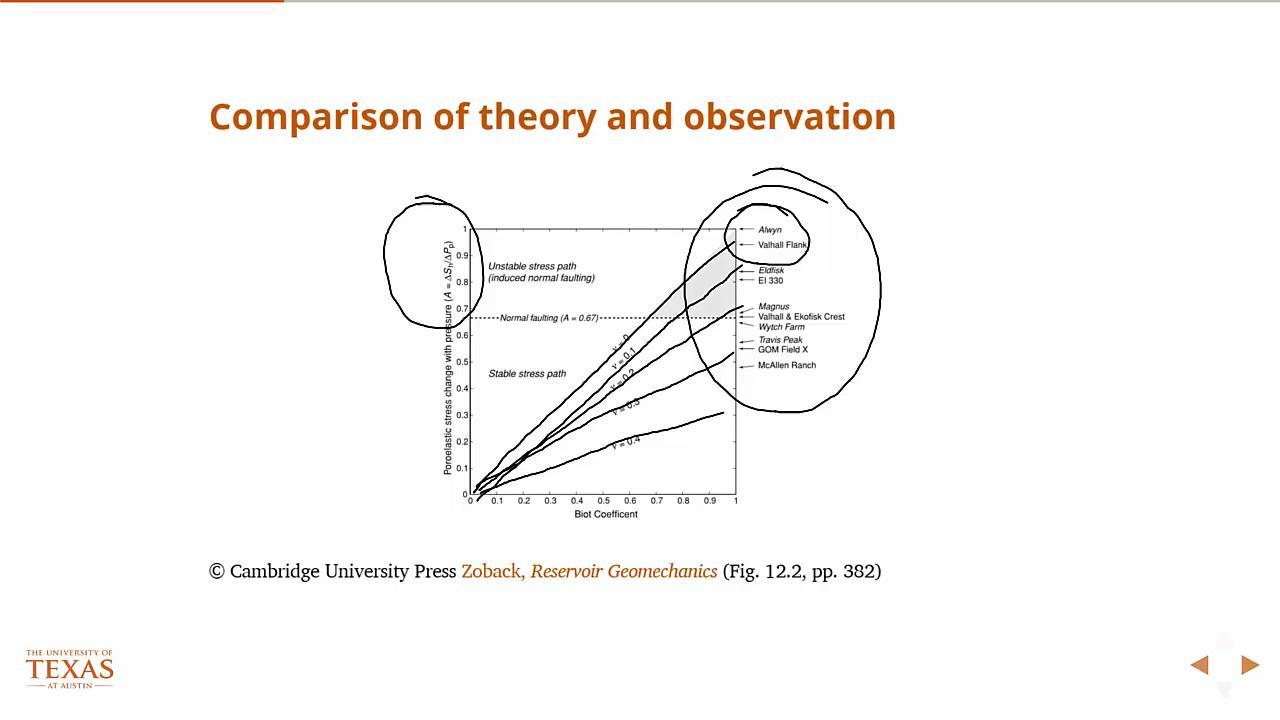 Comparison of theory and observation
Poroelastic stress change with pressure (A = ΔSₕ/ΔPₚ)
1
0.9
0.8
0.7
0.6
0.5
0.4
0.3
0.2
0.1
0
Unstable stress path
(induced normal faulting)
Normal faulting (A = 0.67)
Stable stress path
ν = 0
ν = 0.1
ν = 0.2
ν = 0.3
ν = 0.4
Alwyn
Valhall Flank
Eldfisk
EI 330
Magnus
Valhall & Ekofisk Crest
Wytch Farm
Travis Peak
GOM Field X
McAllen Ranch
0 0.1 0.2 0.3 0.4 0.5 0.6 0.7 0.8 0.9 1
Biot Coefficent
© Cambridge University Press Zoback, Reservoir Geomechanics (Fig. 12.2, pp. 382)
THE UNIVERSITY OF
TEXAS
AT AUSTIN